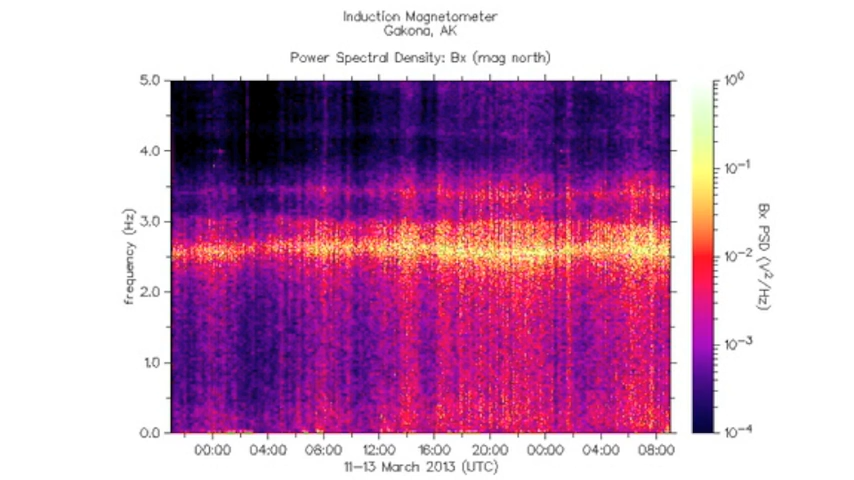 Induction Magnetometer
Gakona, AK
Power Spectral Density: Bx (mag north)
5.0
4.0
3.0
2.0
1.0
0.0
frequency (Hz)
00:00 04:00 08:00 12:00 16:00 20:00 00:00 04:00 08:00
11-13 March 2013 (UTC)
10⁰
10⁻¹
10⁻²
10⁻³
10⁻⁴
Bx PSD (V²/Hz)